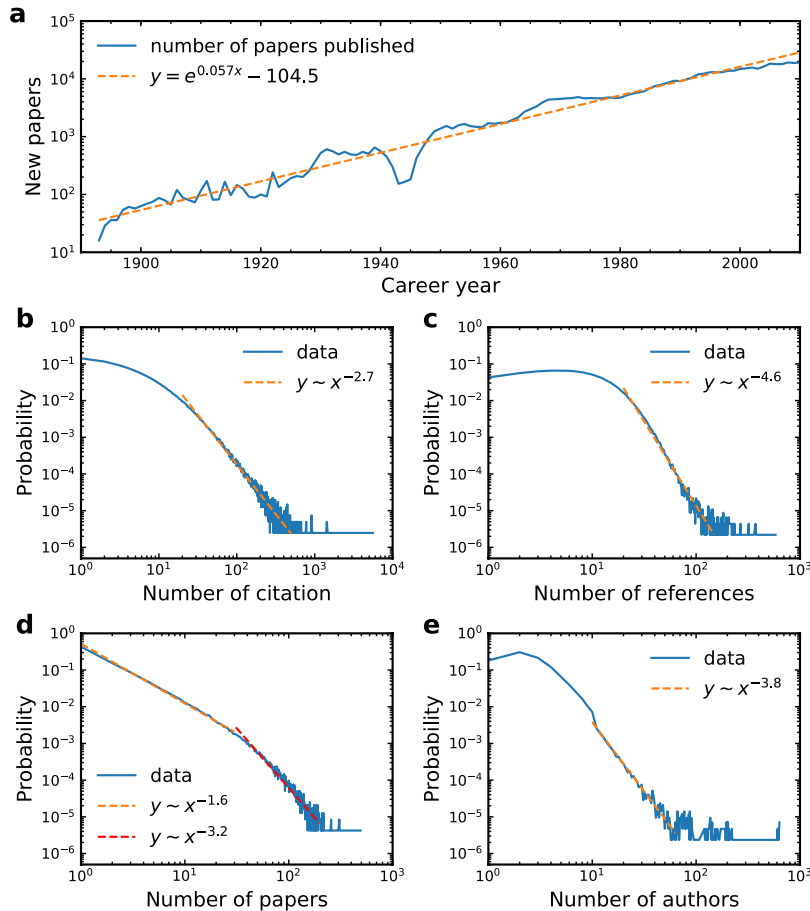 a
10^5
10^4
10^3
10^2
10^1
New papers
number of papers published
y = e^{0.057x} − 104.5
1900 1920 1940 1960 1980 2000
Career year
b
10^0
10^{-1}
10^{-2}
10^{-3}
10^{-4}
10^{-5}
10^{-6}
Probability
data
y ∼ x^{-2.7}
10^0 10^1 10^2 10^3 10^4
Number of citation
c
10^0
10^{-1}
10^{-2}
10^{-3}
10^{-4}
10^{-5}
10^{-6}
Probability
data
y ∼ x^{-4.6}
10^0 10^1 10^2 10^3
Number of references
d
10^0
10^{-1}
10^{-2}
10^{-3}
10^{-4}
10^{-5}
10^{-6}
Probability
data
y ∼ x^{-1.6}
y ∼ x^{-3.2}
10^0 10^1 10^2 10^3
Number of papers
e
10^0
10^{-1}
10^{-2}
10^{-3}
10^{-4}
10^{-5}
10^{-6}
Probability
data
y ∼ x^{-3.8}
10^0 10^1 10^2 10^3
Number of authors